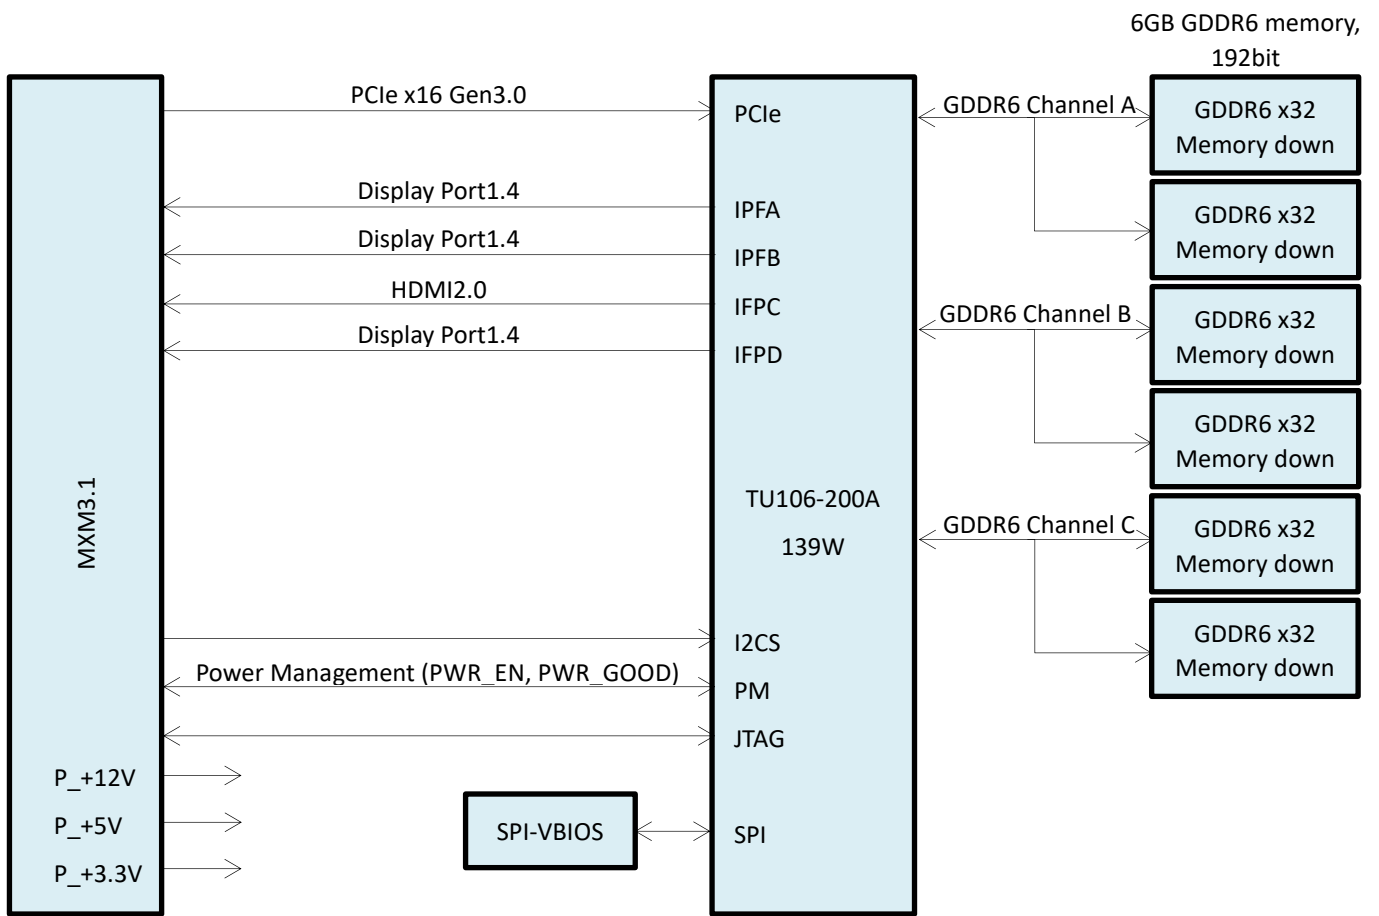 6GB GDDR6 memory,
192bit
PCIe x16 Gen3.0
PCIe
GDDR6 Channel A
GDDR6 x32
Memory down
Display Port1.4
IPFA
GDDR6 x32
Memory down
Display Port1.4
IPFB
HDMI2.0
IFPC
GDDR6 Channel B
GDDR6 x32
Memory down
Display Port1.4
IFPD
GDDR6 x32
Memory down
MXM3.1
TU106-200A
139W
GDDR6 Channel C
GDDR6 x32
Memory down
I2CS
GDDR6 x32
Memory down
Power Management (PWR_EN, PWR_GOOD)
PM
JTAG
P_+12V
P_+5V
P_+3.3V
SPI-VBIOS
SPI